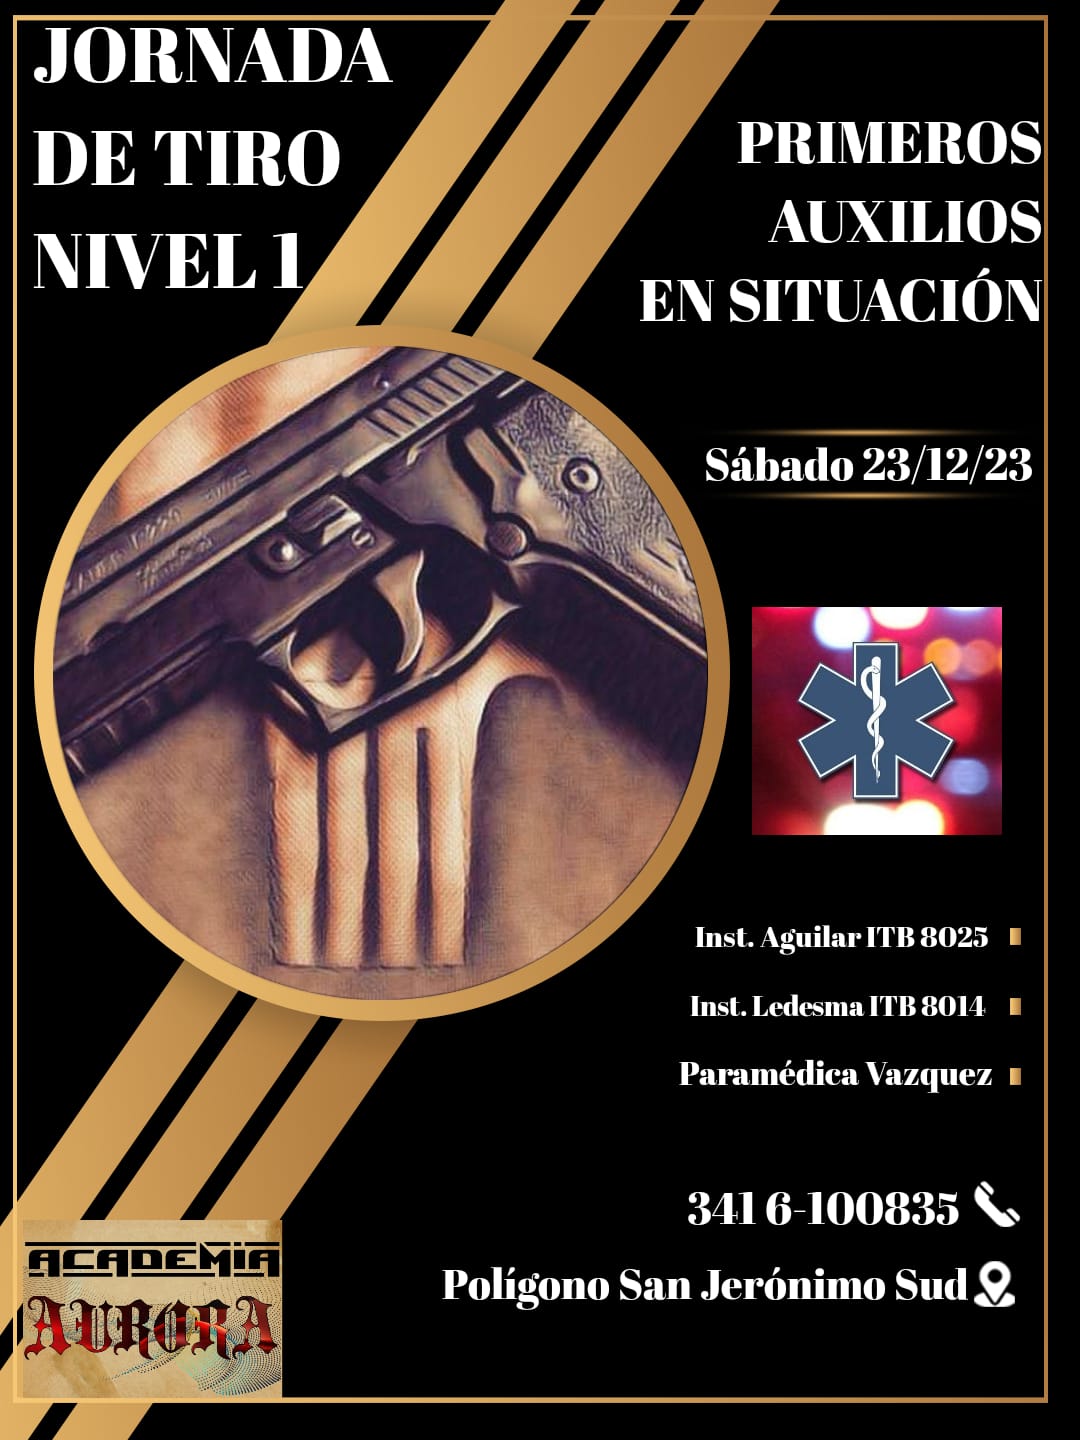 JORNADA
DE TIRO
NIVEL 1
PRIMEROS
AUXILIOS
EN SITUACIÓN
Sábado 23/12/23
Inst. Aguilar ITB 8025
Inst. Ledesma ITB 8014
Paramédica Vazquez
341 6-100835
Polígono San Jerónimo Sud
ACADEMIA
AURORA